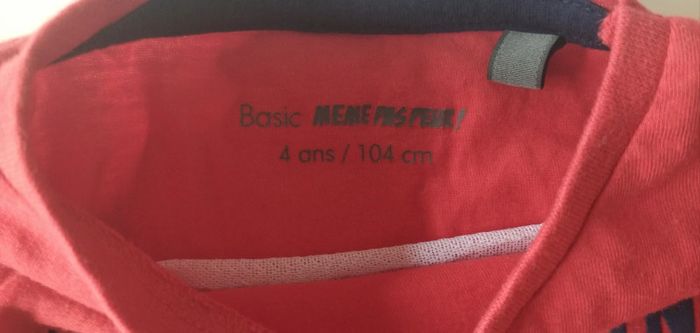 Basic MEME PAS PEUR!
4 ans / 104 cm